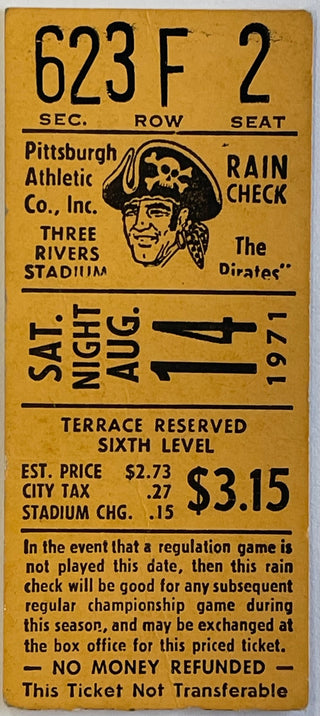 623 F 2
SEC. ROW SEAT
Pittsburgh
Athletic
Co., Inc.
THREE
RIVERS
STADIUM
RAIN
CHECK
The
Pirates"
SAT.
NIGHT
AUG.
14
1971
TERRACE RESERVED
SIXTH LEVEL
EST. PRICE $2.73
CITY TAX .27
STADIUM CHG. .15
$3.15
In the event that a regulation game is
not played this date, then this rain
check will be good for any subsequent
regular championship game during
this season, and may be exchanged at
the box office for this priced ticket.
— NO MONEY REFUNDED —
This Ticket Not Transferable